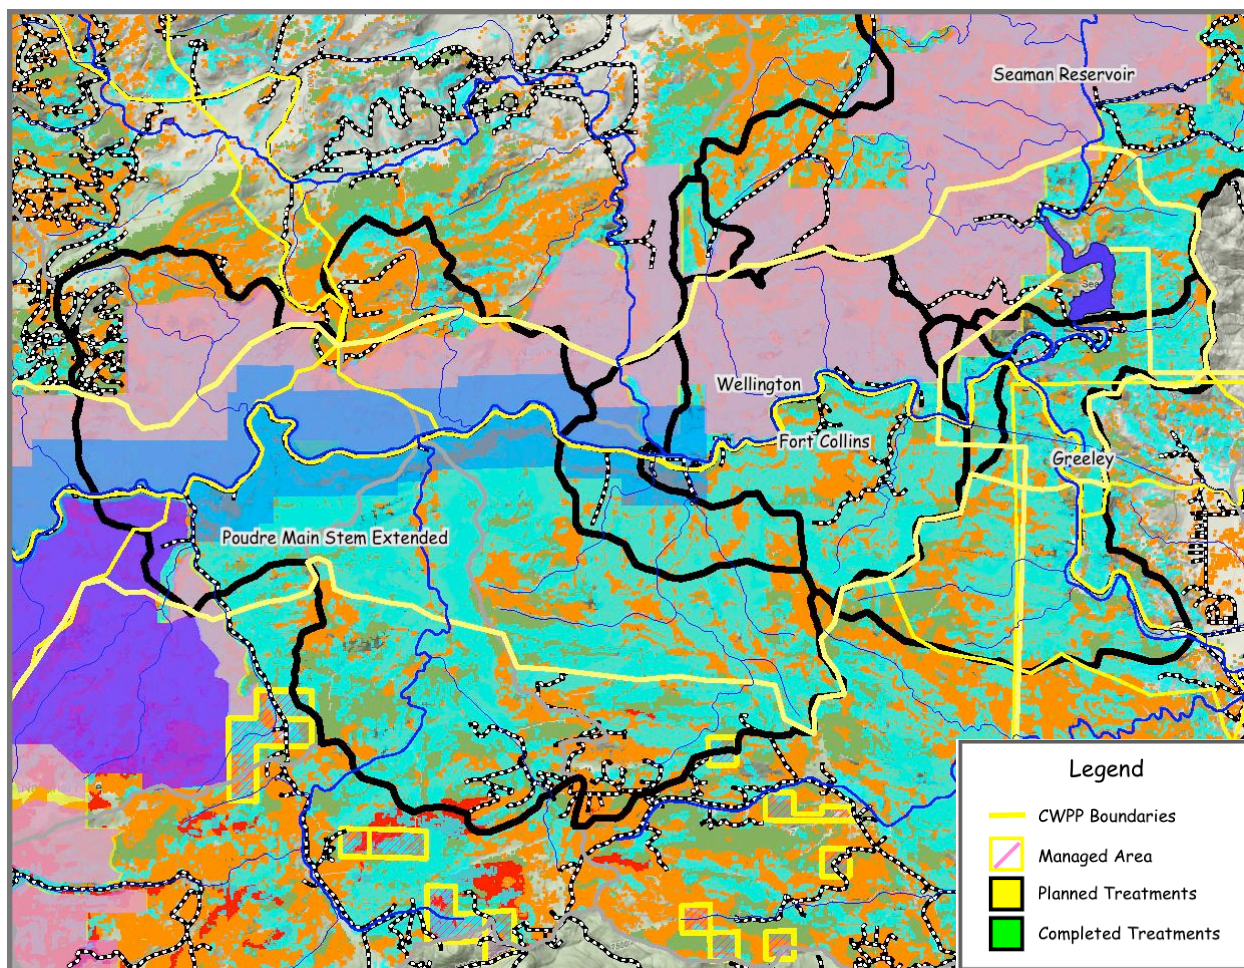 Seaman Reservoir
Wellington
Fort Collins
Greeley
Poudre Main Stem Extended
Legend
CWPP Boundaries
Managed Area
Planned Treatments
Completed Treatments